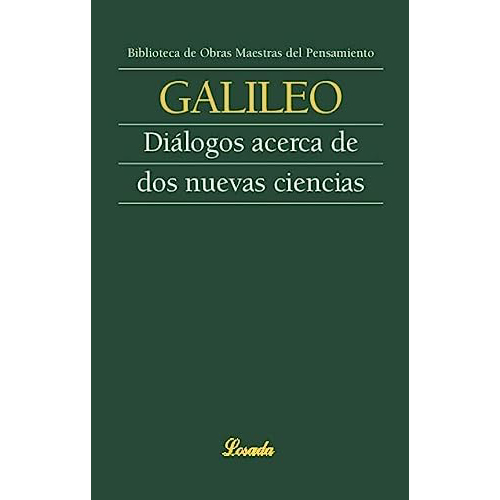 Biblioteca de Obras Maestras del Pensamiento
GALILEO
Diálogos acerca de
dos nuevas ciencias
Losada